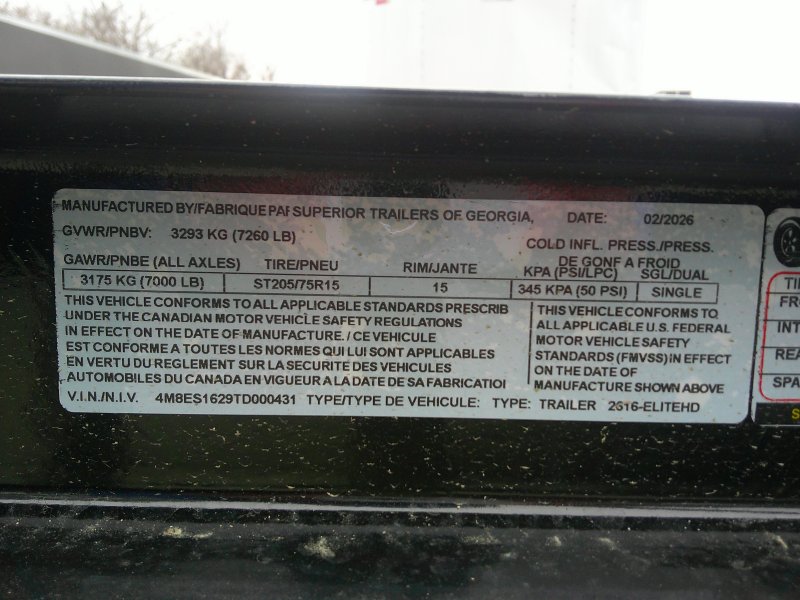 MANUFACTURED BY/FABRIQUE PAR SUPERIOR TRAILERS OF GEORGIA, DATE: 02/2026
GVWR/PNBV: 3293 KG (7260 LB)
COLD INFL. PRESS./PRESS. DE GONF A FROID
GAWR/PNBE (ALL AXLES) TIRE/PNEU RIM/JANTE KPA (PSI/LPC) SGL/DUAL
3175 KG (7000 LB) ST205/75R15 15 345 KPA (50 PSI) SINGLE
THIS VEHICLE CONFORMS TO ALL APPLICABLE STANDARDS PRESCRIB
UNDER THE CANADIAN MOTOR VEHICLE SAFETY REGULATIONS
IN EFFECT ON THE DATE OF MANUFACTURE. / CE VEHICULE
EST CONFORME A TOUTES LES NORMES QUI LUI SONT APPLICABLES
EN VERTU DU REGLEMENT SUR LA SECURITE DES VEHICULES
AUTOMOBILES DU CANADA EN VIGUEUR A LA DATE DE SA FABRICATIOI
THIS VEHICLE CONFORMS TO
ALL APPLICABLE U.S. FEDERAL
MOTOR VEHICLE SAFETY
STANDARDS (FMVSS) IN EFFECT
ON THE DATE OF
MANUFACTURE SHOWN ABOVE
V.I.N./N.I.V. 4M8ES1629TD000431 TYPE/TYPE DE VEHICULE: TYPE: TRAILER 2616-ELITEHD